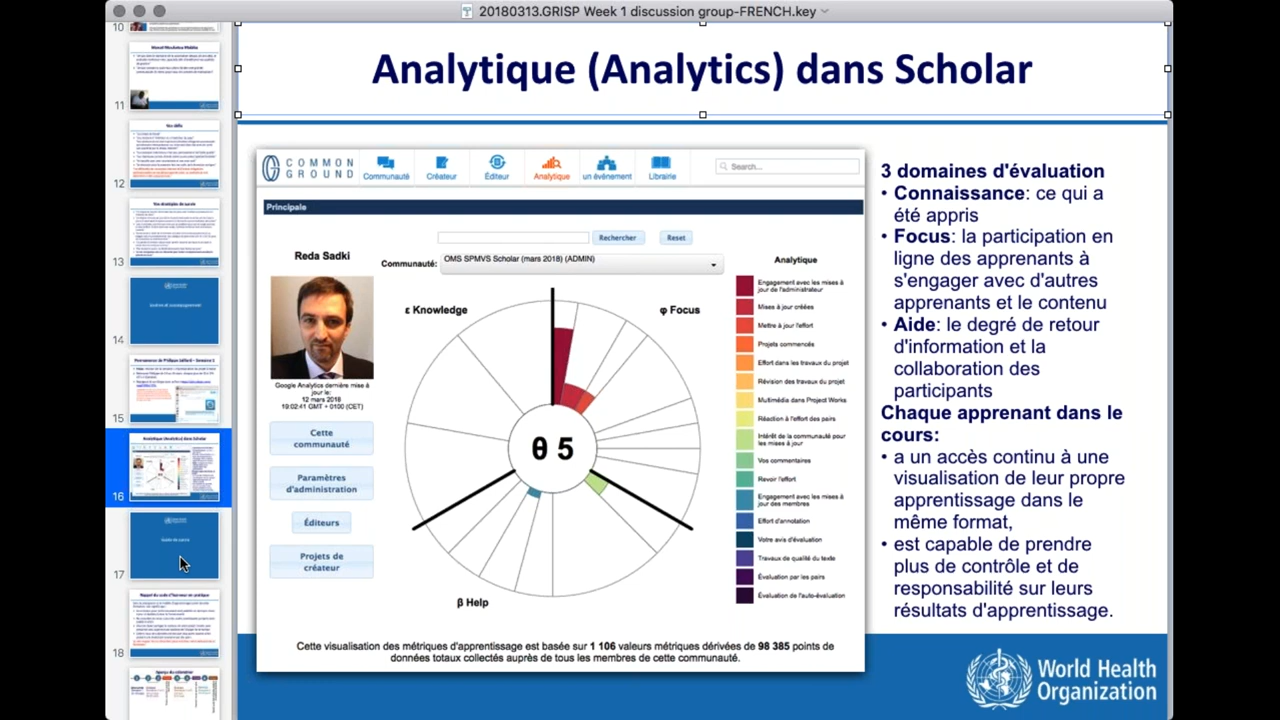 20180313.GRISP Week 1 discussion group-FRENCH.key
10
11
12
13
14
15
16
17
18
Analytique (Analytics) dans Scholar
COMMON
GROUND
Communauté
Créateur
Éditeur
Analytique
un événement
Librairie
Search...
Principale
Rechercher
Reset
Reda Sadki
Communauté:
OMS SPMVS Scholar (mars 2018) (ADMIN)
Google Analytics dernière mise à
jour le:
12 mars 2018
19:02:41 GMT + 0100 (CET)
Cette
communauté
Paramètres
d'administration
Éditeurs
Projets de
créateur
ε Knowledge
φ Focus
θ 5
β Help
Analytique
Engagement avec les mises à
jour de l'administrateur
Mises à jour créées
Mettre à jour l'effort
Projets commencés
Effort dans les travaux du projet
Révision des travaux du projet
Multimédia dans Project Works
Réaction à l'effort des pairs
Intérêt de la communauté pour
les mises à jour
Vos commentaires
Revoir l'effort
Engagement avec les mises à
jour des membres
Effort d'annotation
Votre avis d'évaluation
Travaux de qualité du texte
Évaluation par les pairs
Évaluation de l'auto-évaluation
Cette visualisation des métriques d'apprentissage est basée sur 1 106 valeurs métriques dérivées de 98 385 points de
données totaux collectés auprès de tous les membres de cette communauté.
3 domaines d'évaluation
• Connaissance: ce qui a
été appris
• Focus: la participation en
ligne des apprenants à
s'engager avec d'autres
apprenants et le contenu
• Aide: le degré de retour
d'information et la
collaboration des
participants
Chaque apprenant dans le
cours:
• a un accès continu à une
visualisation de leur propre
apprentissage dans le
même format,
• est capable de prendre
plus de contrôle et de
responsabilité sur leurs
résultats d'apprentissage.
World Health
Organization